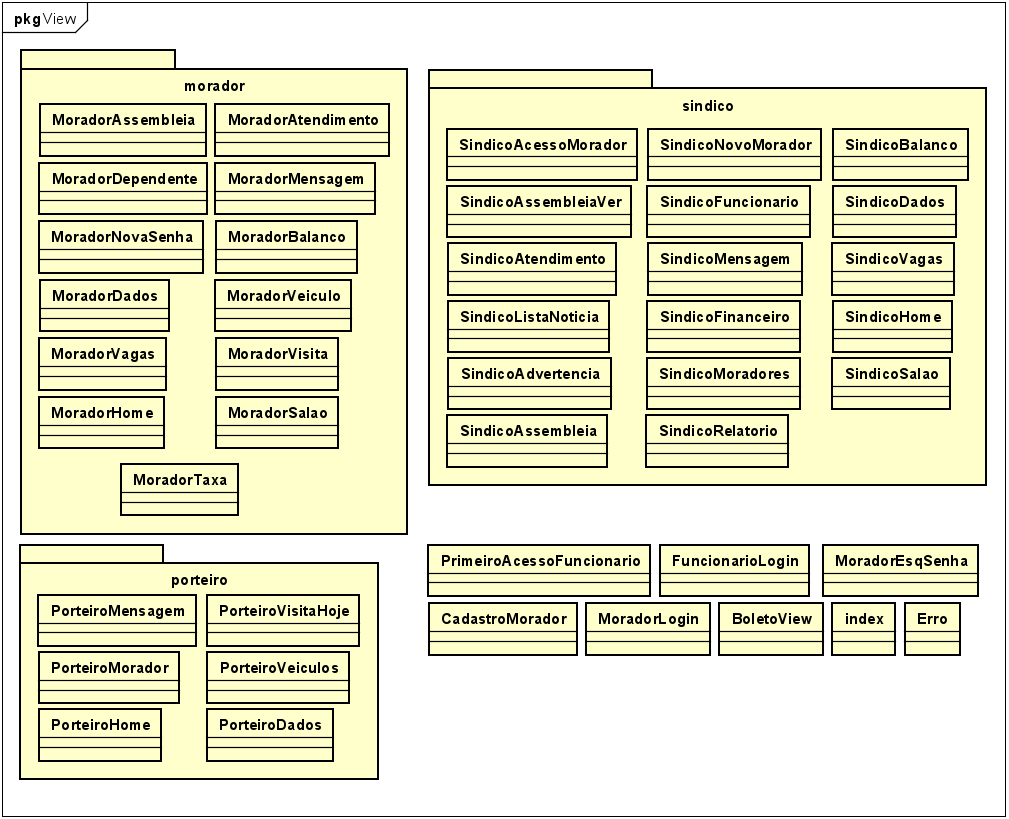 pkg View
morador
MoradorAssembleia
MoradorAtendimento
MoradorDependente
MoradorMensagem
MoradorNovaSenha
MoradorBalanco
MoradorDados
MoradorVeiculo
MoradorVagas
MoradorVisita
MoradorHome
MoradorSalao
MoradorTaxa
sindico
SindicoAcessoMorador
SindicoNovoMorador
SindicoBalanco
SindicoAssembleiaVer
SindicoFuncionario
SindicoDados
SindicoAtendimento
SindicoMensagem
SindicoVagas
SindicoListaNoticia
SindicoFinanceiro
SindicoHome
SindicoAdvertencia
SindicoMoradores
SindicoSalao
SindicoAssembleia
SindicoRelatorio
porteiro
PorteiroMensagem
PorteiroVisitaHoje
PorteiroMorador
PorteiroVeiculos
PorteiroHome
PorteiroDados
PrimeiroAcessoFuncionario
FuncionarioLogin
MoradorEsqSenha
CadastroMorador
MoradorLogin
BoletoView
index
Erro